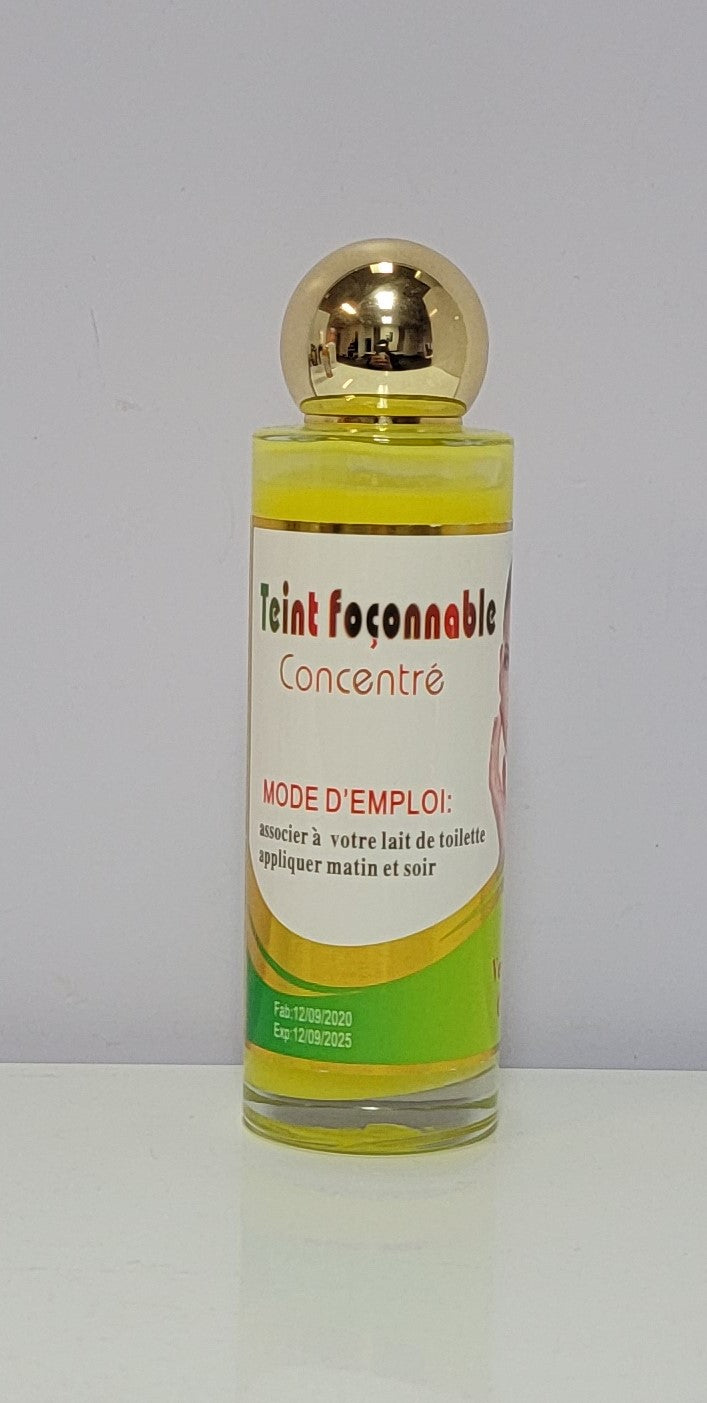 Teint façonnable
Concentré
MODE D'EMPLOI:
associer à votre lait de toilette
appliquer matin et soir
Fab:12/09/2020
Exp:12/09/2025